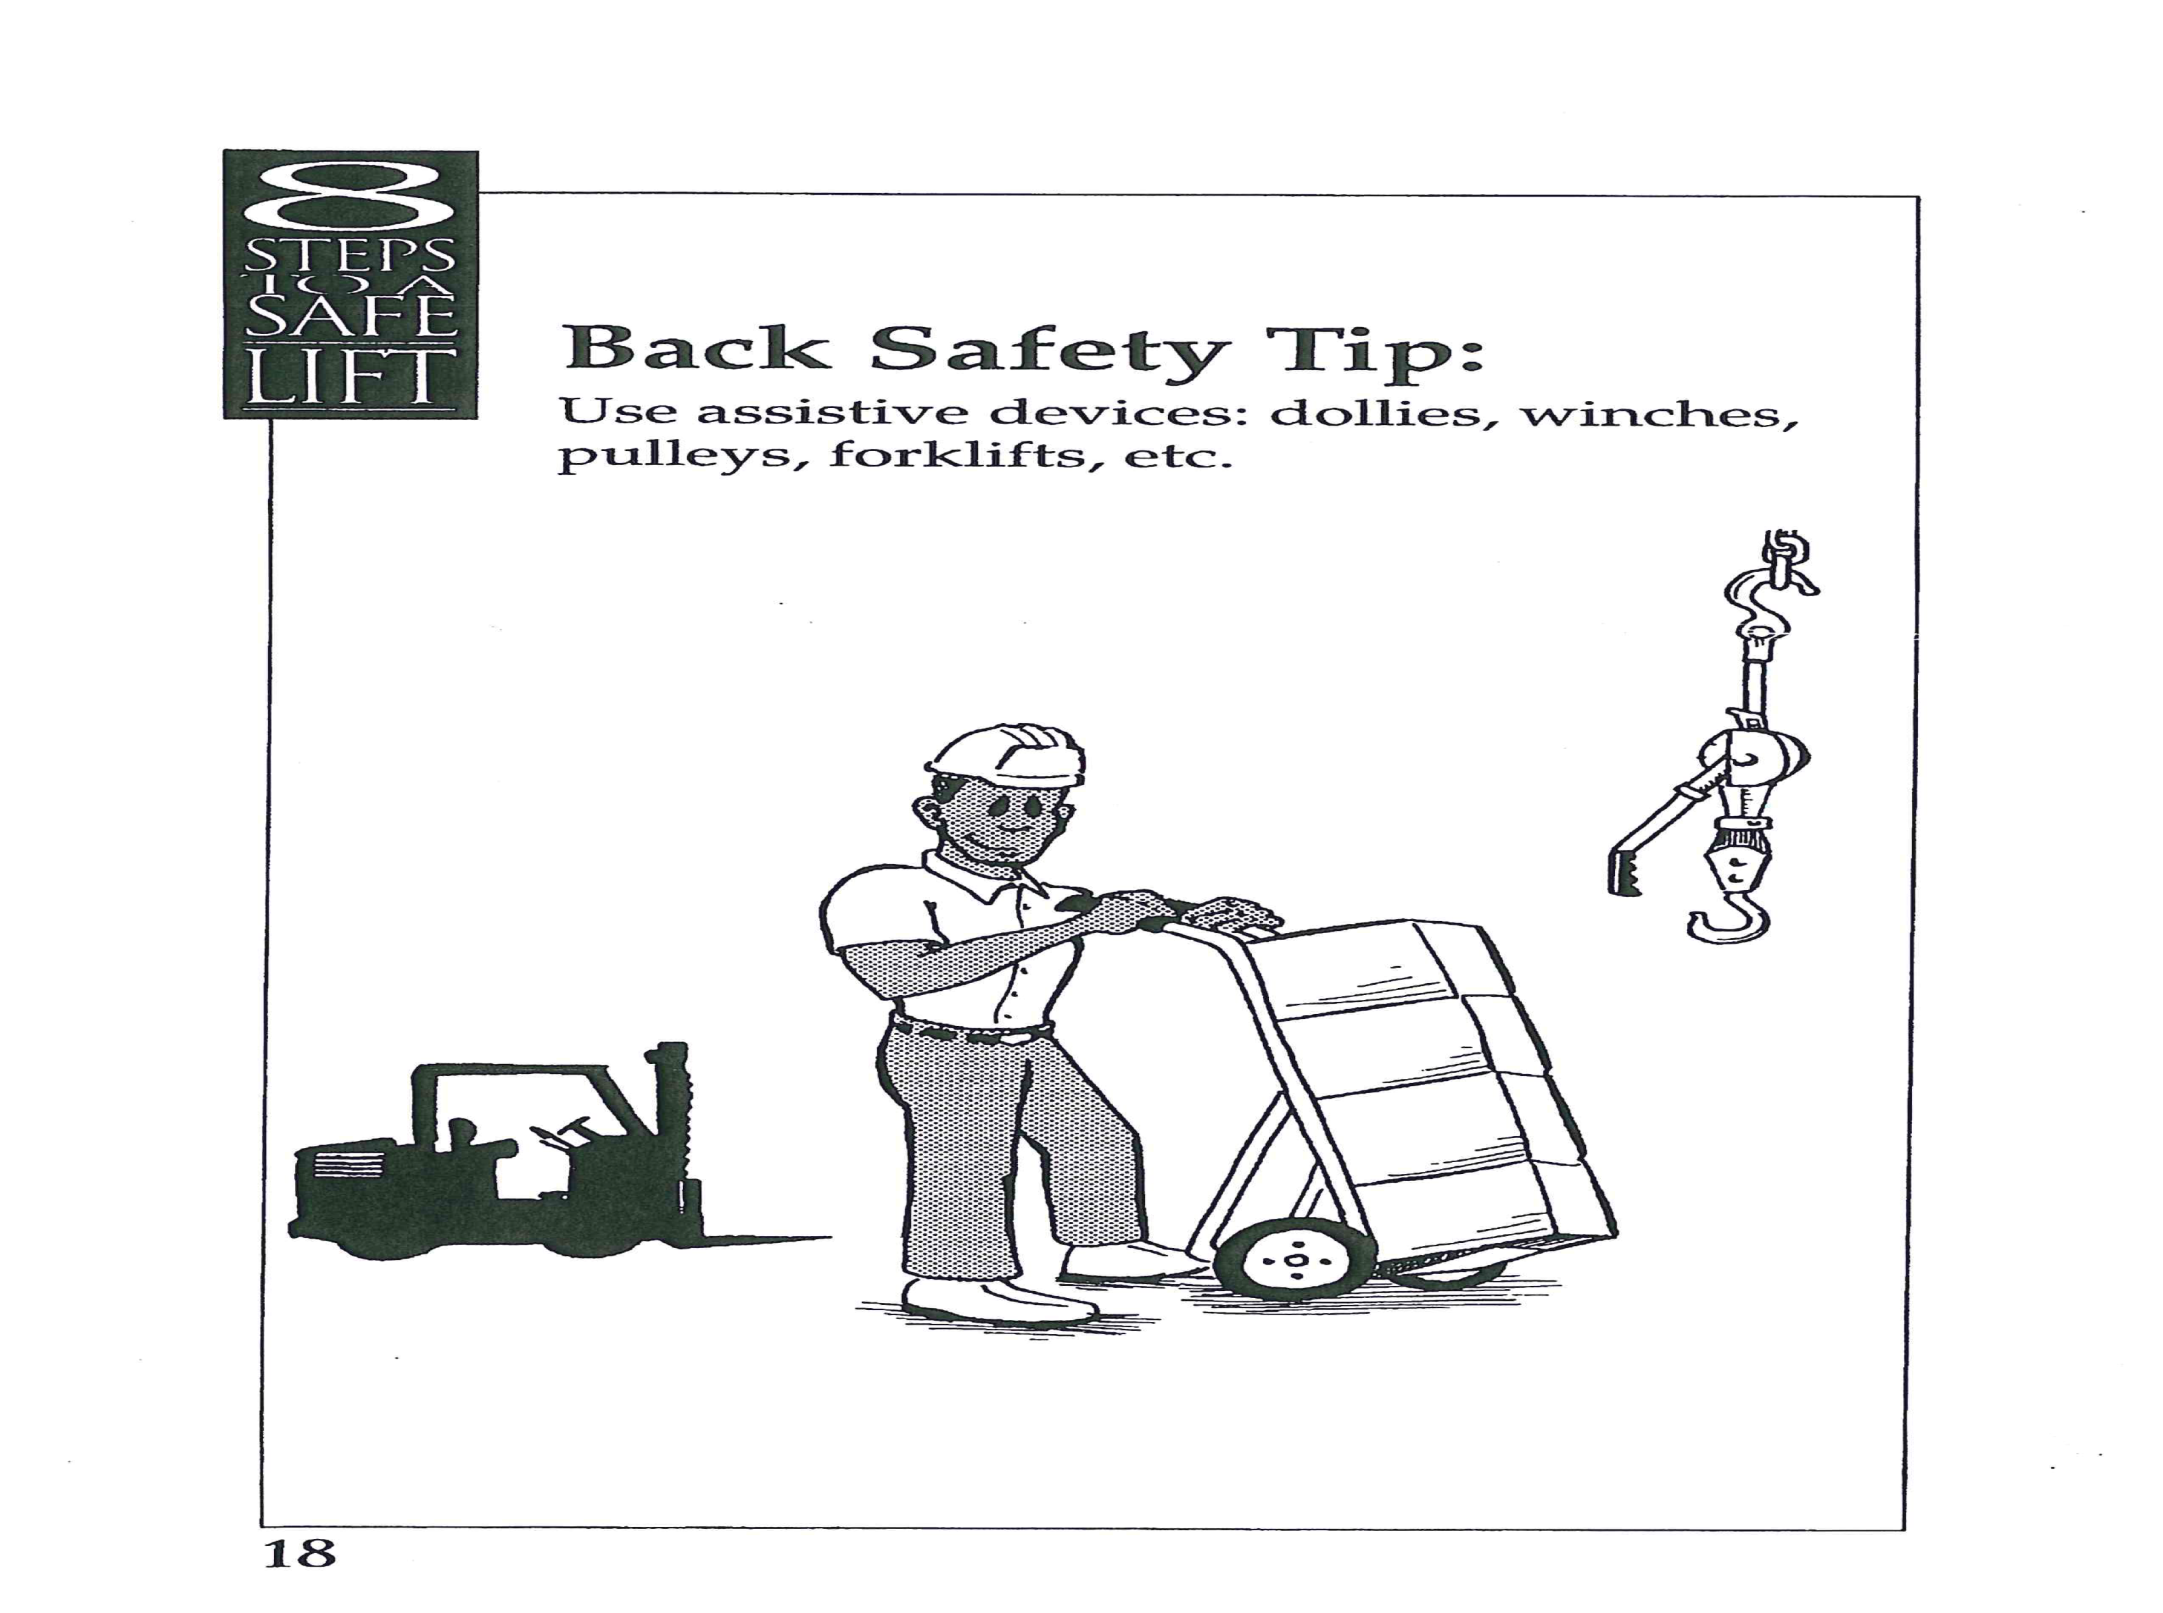 8
STEPS
TO A
SAFE
LIFT
Back Safety Tip:
Use assistive devices: dollies, winches,
pulleys, forklifts, etc.
18